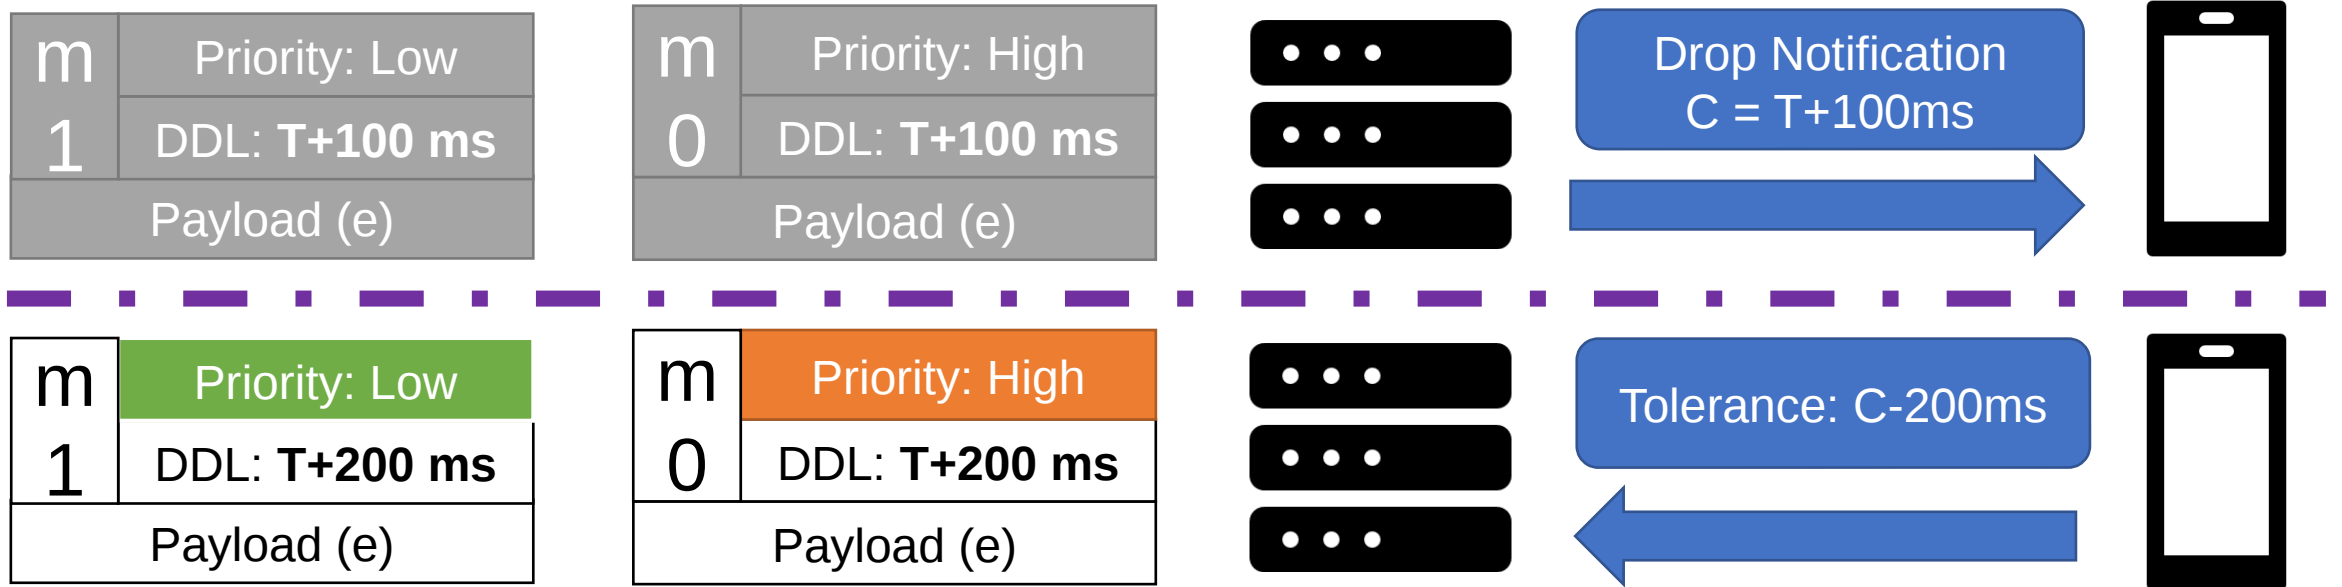 m
1
Priority: Low
DDL: T+100 ms
Payload (e)
m
0
Priority: High
DDL: T+100 ms
Payload (e)
Drop Notification
C = T+100ms
m
1
Priority: Low
DDL: T+200 ms
Payload (e)
m
0
Priority: High
DDL: T+200 ms
Payload (e)
Tolerance: C-200ms